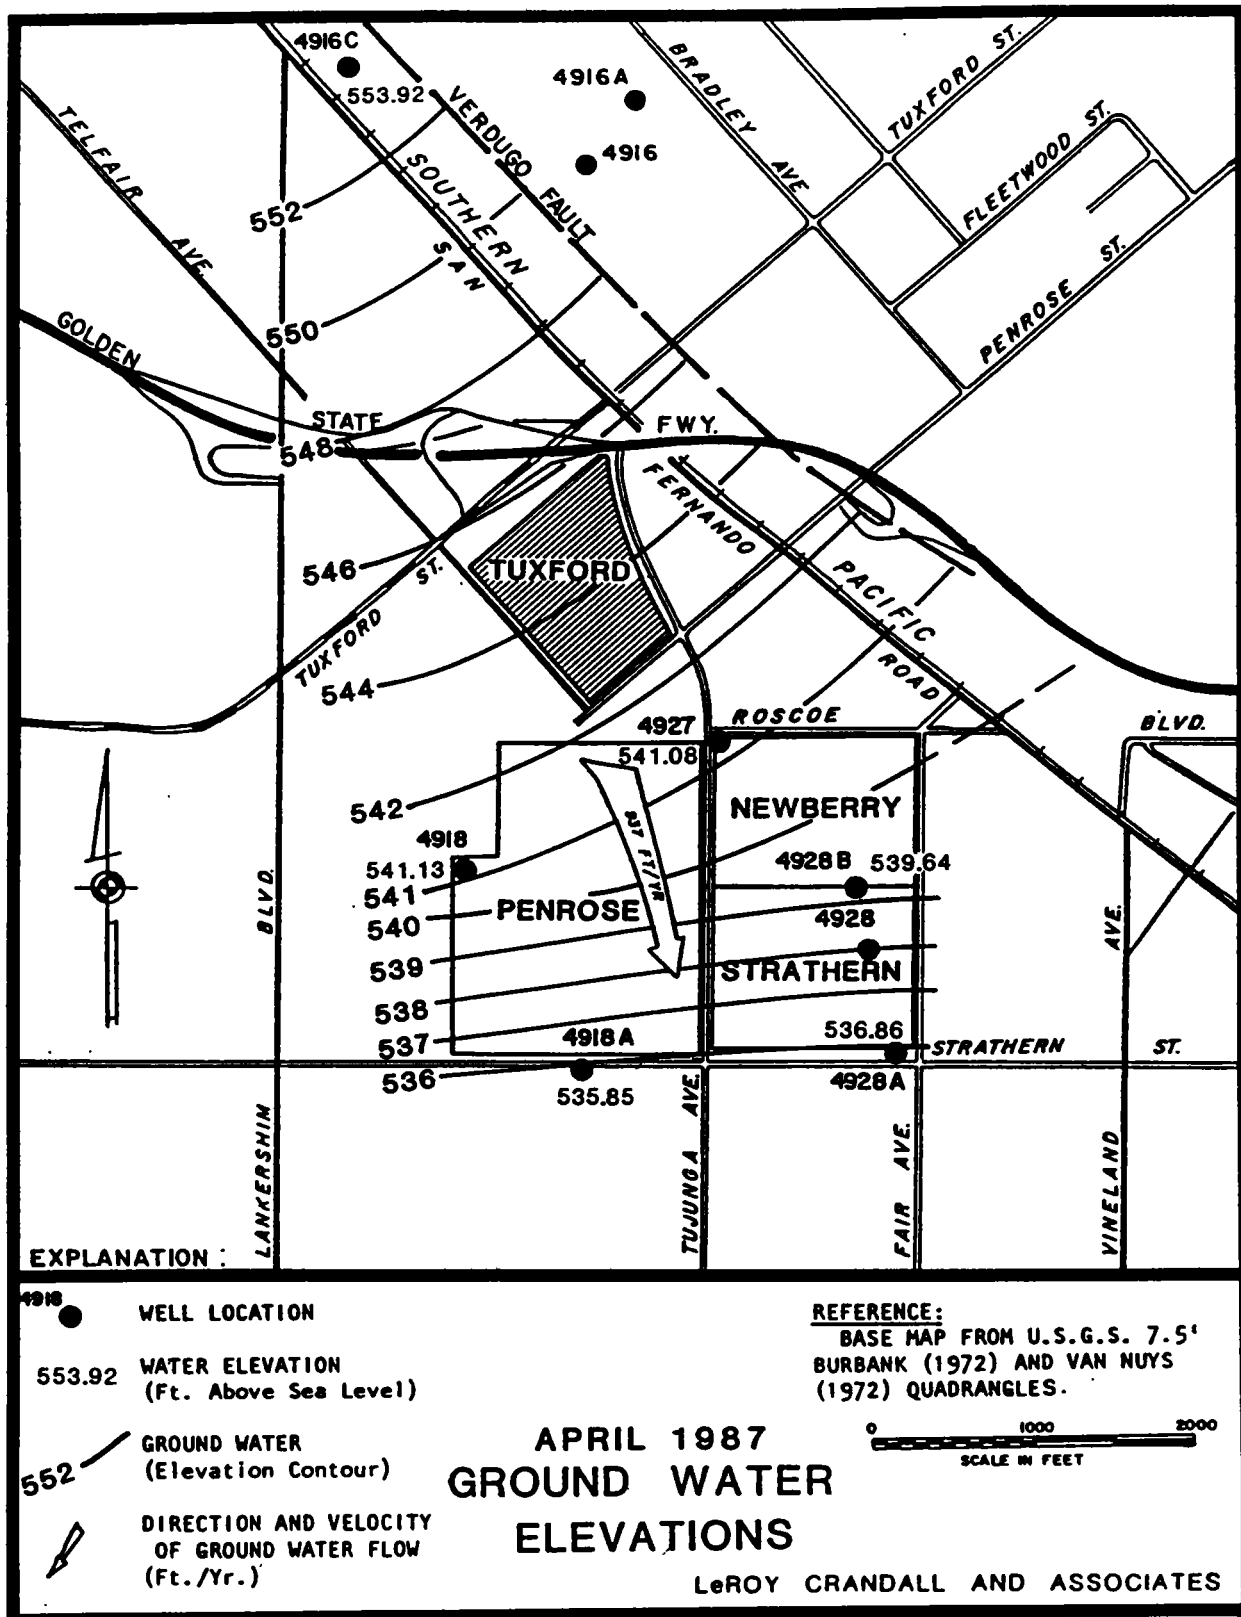 4916C
553.92
4916A
4916
VERDUGO FAULT
BRADLEY AVE
TUXFORD ST.
FLEETWOOD ST.
PENROSE ST.
TELFAIR AVE.
SOUTHERN
SAN
552
550
GOLDEN
STATE
FWY.
548
FERNANDO
PACIFIC
ROAD
546
TUXFORD ST.
TUXFORD
544
4927
541.08
ROSCOE
BLVD.
542
NEWBERRY
4918
541.13
4928B
539.64
541
PENROSE
4928
540
539
STRATHERN
538
537
4918A
536.86
STRATHERN ST.
536
535.85
4928A
LANKERSHIM BLVD.
TUJUNGA AVE.
FAIR AVE.
VINELAND AVE.
EXPLANATION :
4918
WELL LOCATION
553.92
WATER ELEVATION
(Ft. Above Sea Level)
552
GROUND WATER
(Elevation Contour)
DIRECTION AND VELOCITY
OF GROUND WATER FLOW
(Ft./Yr.)
APRIL 1987
GROUND WATER
ELEVATIONS
REFERENCE:
BASE MAP FROM U.S.G.S. 7.5'
BURBANK (1972) AND VAN NUYS
(1972) QUADRANGLES.
0 1000 2000
SCALE IN FEET
LeROY CRANDALL AND ASSOCIATES